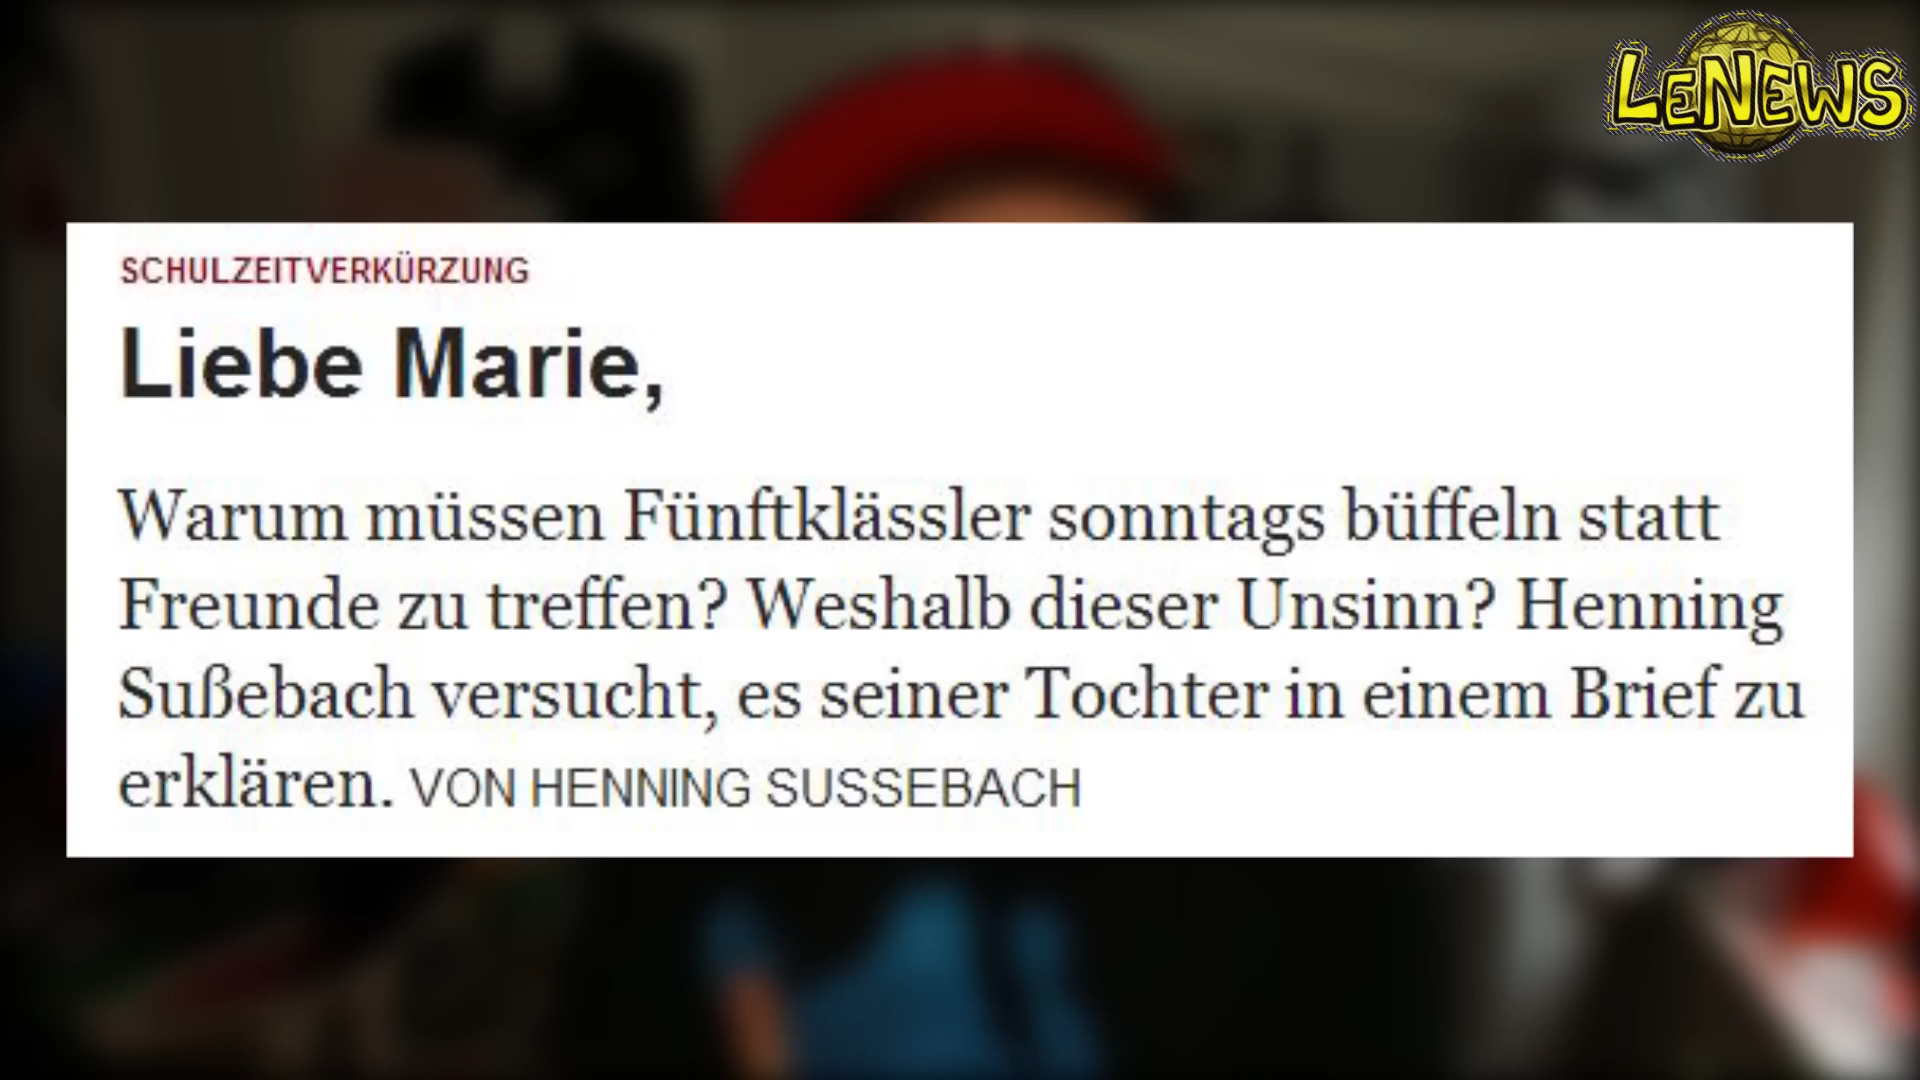 LeNews
SCHULZEITVERKÜRZUNG
Liebe Marie,
Warum müssen Fünftklässler sonntags büffeln statt
Freunde zu treffen? Weshalb dieser Unsinn? Henning
Sußebach versucht, es seiner Tochter in einem Brief zu
erklären. VON HENNING SUSSEBACH